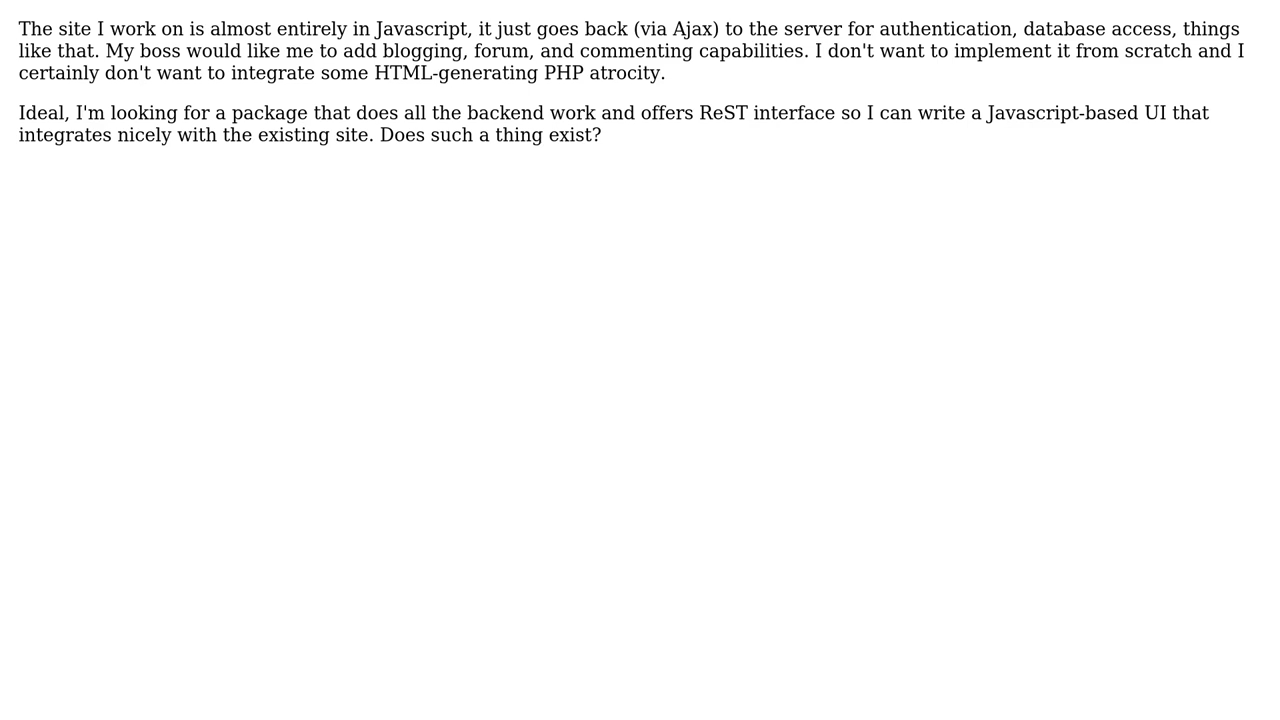 The site I work on is almost entirely in Javascript, it just goes back (via Ajax) to the server for authentication, database access, things
like that. My boss would like me to add blogging, forum, and commenting capabilities. I don't want to implement it from scratch and I
certainly don't want to integrate some HTML-generating PHP atrocity.
Ideal, I'm looking for a package that does all the backend work and offers ReST interface so I can write a Javascript-based UI that
integrates nicely with the existing site. Does such a thing exist?